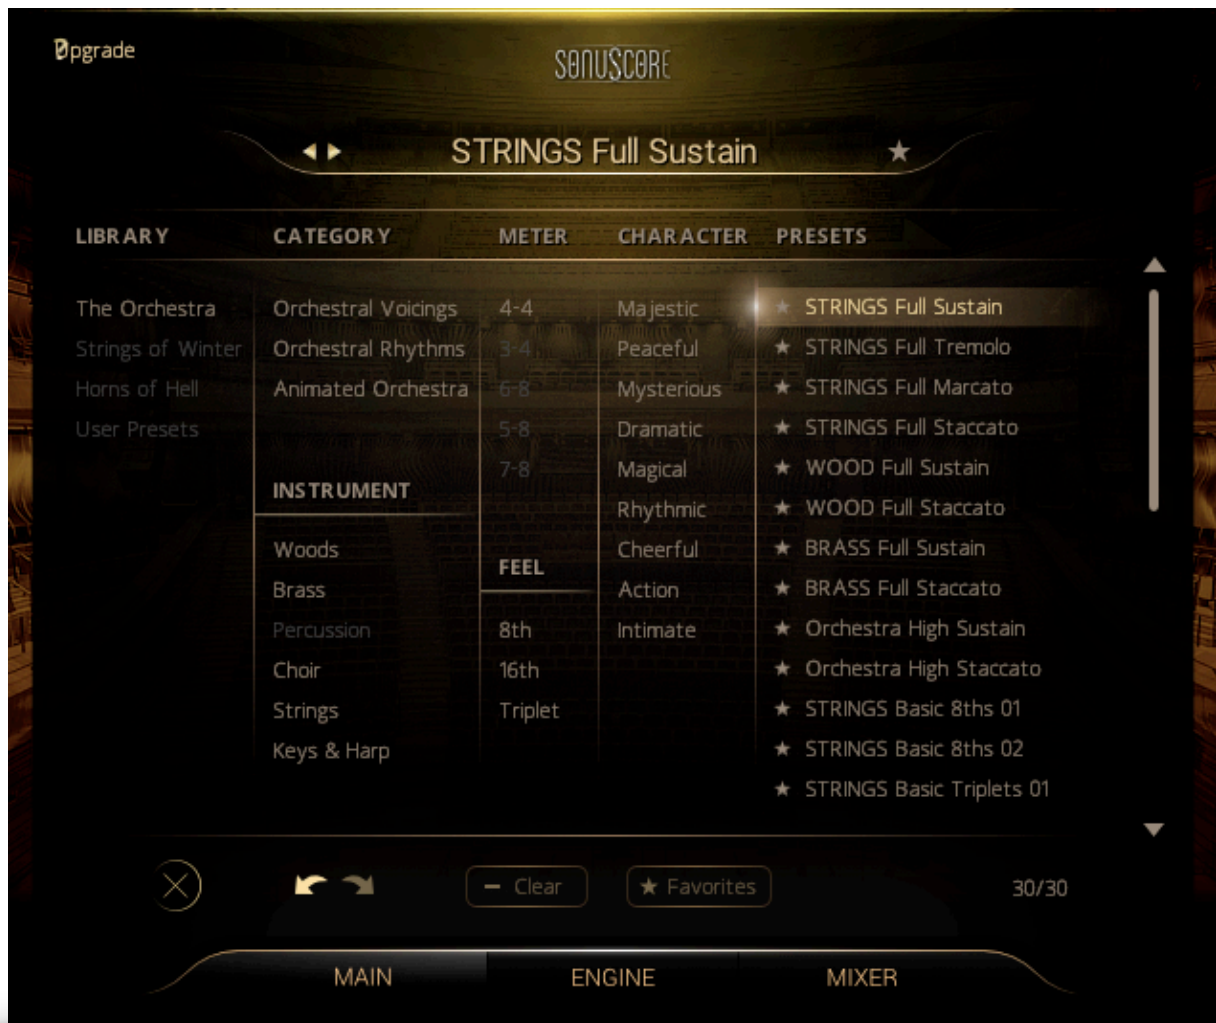 Upgrade
SONUSCORE
STRINGS Full Sustain
LIBRARY
The Orchestra
Strings of Winter
Horns of Hell
User Presets
CATEGORY
Orchestral Voicings
Orchestral Rhythms
Animated Orchestra
INSTRUMENT
Woods
Brass
Percussion
Choir
Strings
Keys & Harp
METER
4-4
3-4
6-8
5-8
7-8
FEEL
8th
16th
Triplet
CHARACTER
Majestic
Peaceful
Mysterious
Dramatic
Magical
Rhythmic
Cheerful
Action
Intimate
PRESETS
★ STRINGS Full Sustain
★ STRINGS Full Tremolo
★ STRINGS Full Marcato
★ STRINGS Full Staccato
★ WOOD Full Sustain
★ WOOD Full Staccato
★ BRASS Full Sustain
★ BRASS Full Staccato
★ Orchestra High Sustain
★ Orchestra High Staccato
★ STRINGS Basic 8ths 01
★ STRINGS Basic 8ths 02
★ STRINGS Basic Triplets 01
– Clear
★ Favorites
30/30
MAIN
ENGINE
MIXER